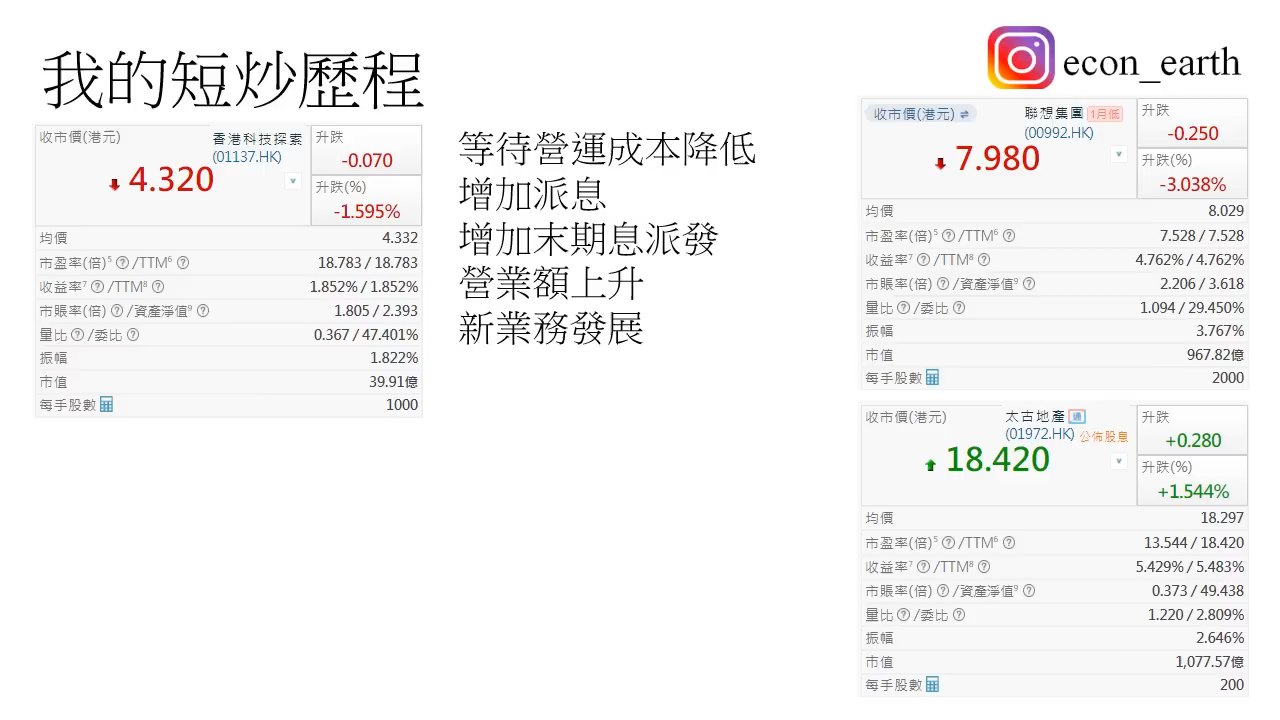 我的短炒歷程
econ_earth
收市價(港元)
香港科技探索
(01137.HK)
4.320
升跌
-0.070
升跌(%)
-1.595%
均價 4.332
市盈率(倍)⁵ ?/TTM⁶ ? 18.783 / 18.783
收益率⁷ ?/TTM⁸ ? 1.852% / 1.852%
市賬率(倍) ?/資產淨值⁹ ? 1.805 / 2.393
量比 ?/委比 ? 0.367 / 47.401%
振幅 1.822%
市值 39.91億
每手股數 1000
等待營運成本降低
增加派息
增加末期息派發
營業額上升
新業務發展
收市價(港元) ⇌
聯想集團 1月低
(00992.HK)
7.980
升跌
-0.250
升跌(%)
-3.038%
均價 8.029
市盈率(倍)⁵ ?/TTM⁶ ? 7.528 / 7.528
收益率⁷ ?/TTM⁸ ? 4.762% / 4.762%
市賬率(倍) ?/資產淨值⁹ ? 2.206 / 3.618
量比 ?/委比 ? 1.094 / 29.450%
振幅 3.767%
市值 967.82億
每手股數 2000
收市價(港元)
太古地產 通
(01972.HK) 公佈股息
18.420
升跌
+0.280
升跌(%)
+1.544%
均價 18.297
市盈率(倍)⁵ ?/TTM⁶ ? 13.544 / 18.420
收益率⁷ ?/TTM⁸ ? 5.429% / 5.483%
市賬率(倍) ?/資產淨值⁹ ? 0.373 / 49.438
量比 ?/委比 ? 1.220 / 2.809%
振幅 2.646%
市值 1,077.57億
每手股數 200